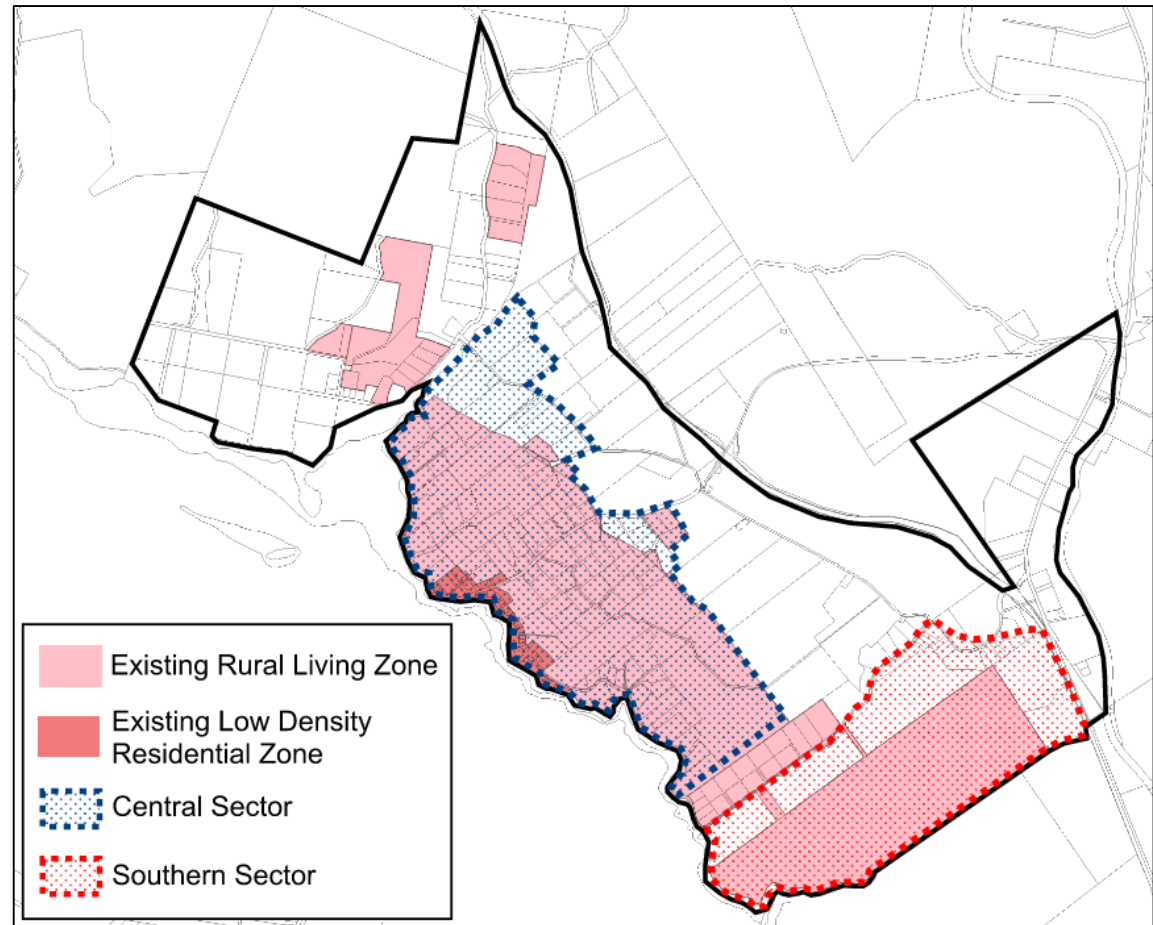 Existing Rural Living Zone
Existing Low Density
Residential Zone
Central Sector
Southern Sector